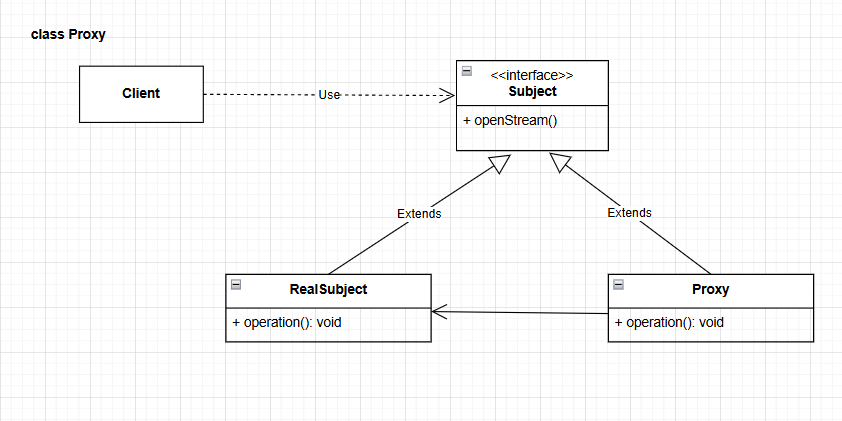 class Proxy
Client
Use
<<interface>>
Subject
+ openStream()
Extends
Extends
RealSubject
+ operation(): void
Proxy
+ operation(): void